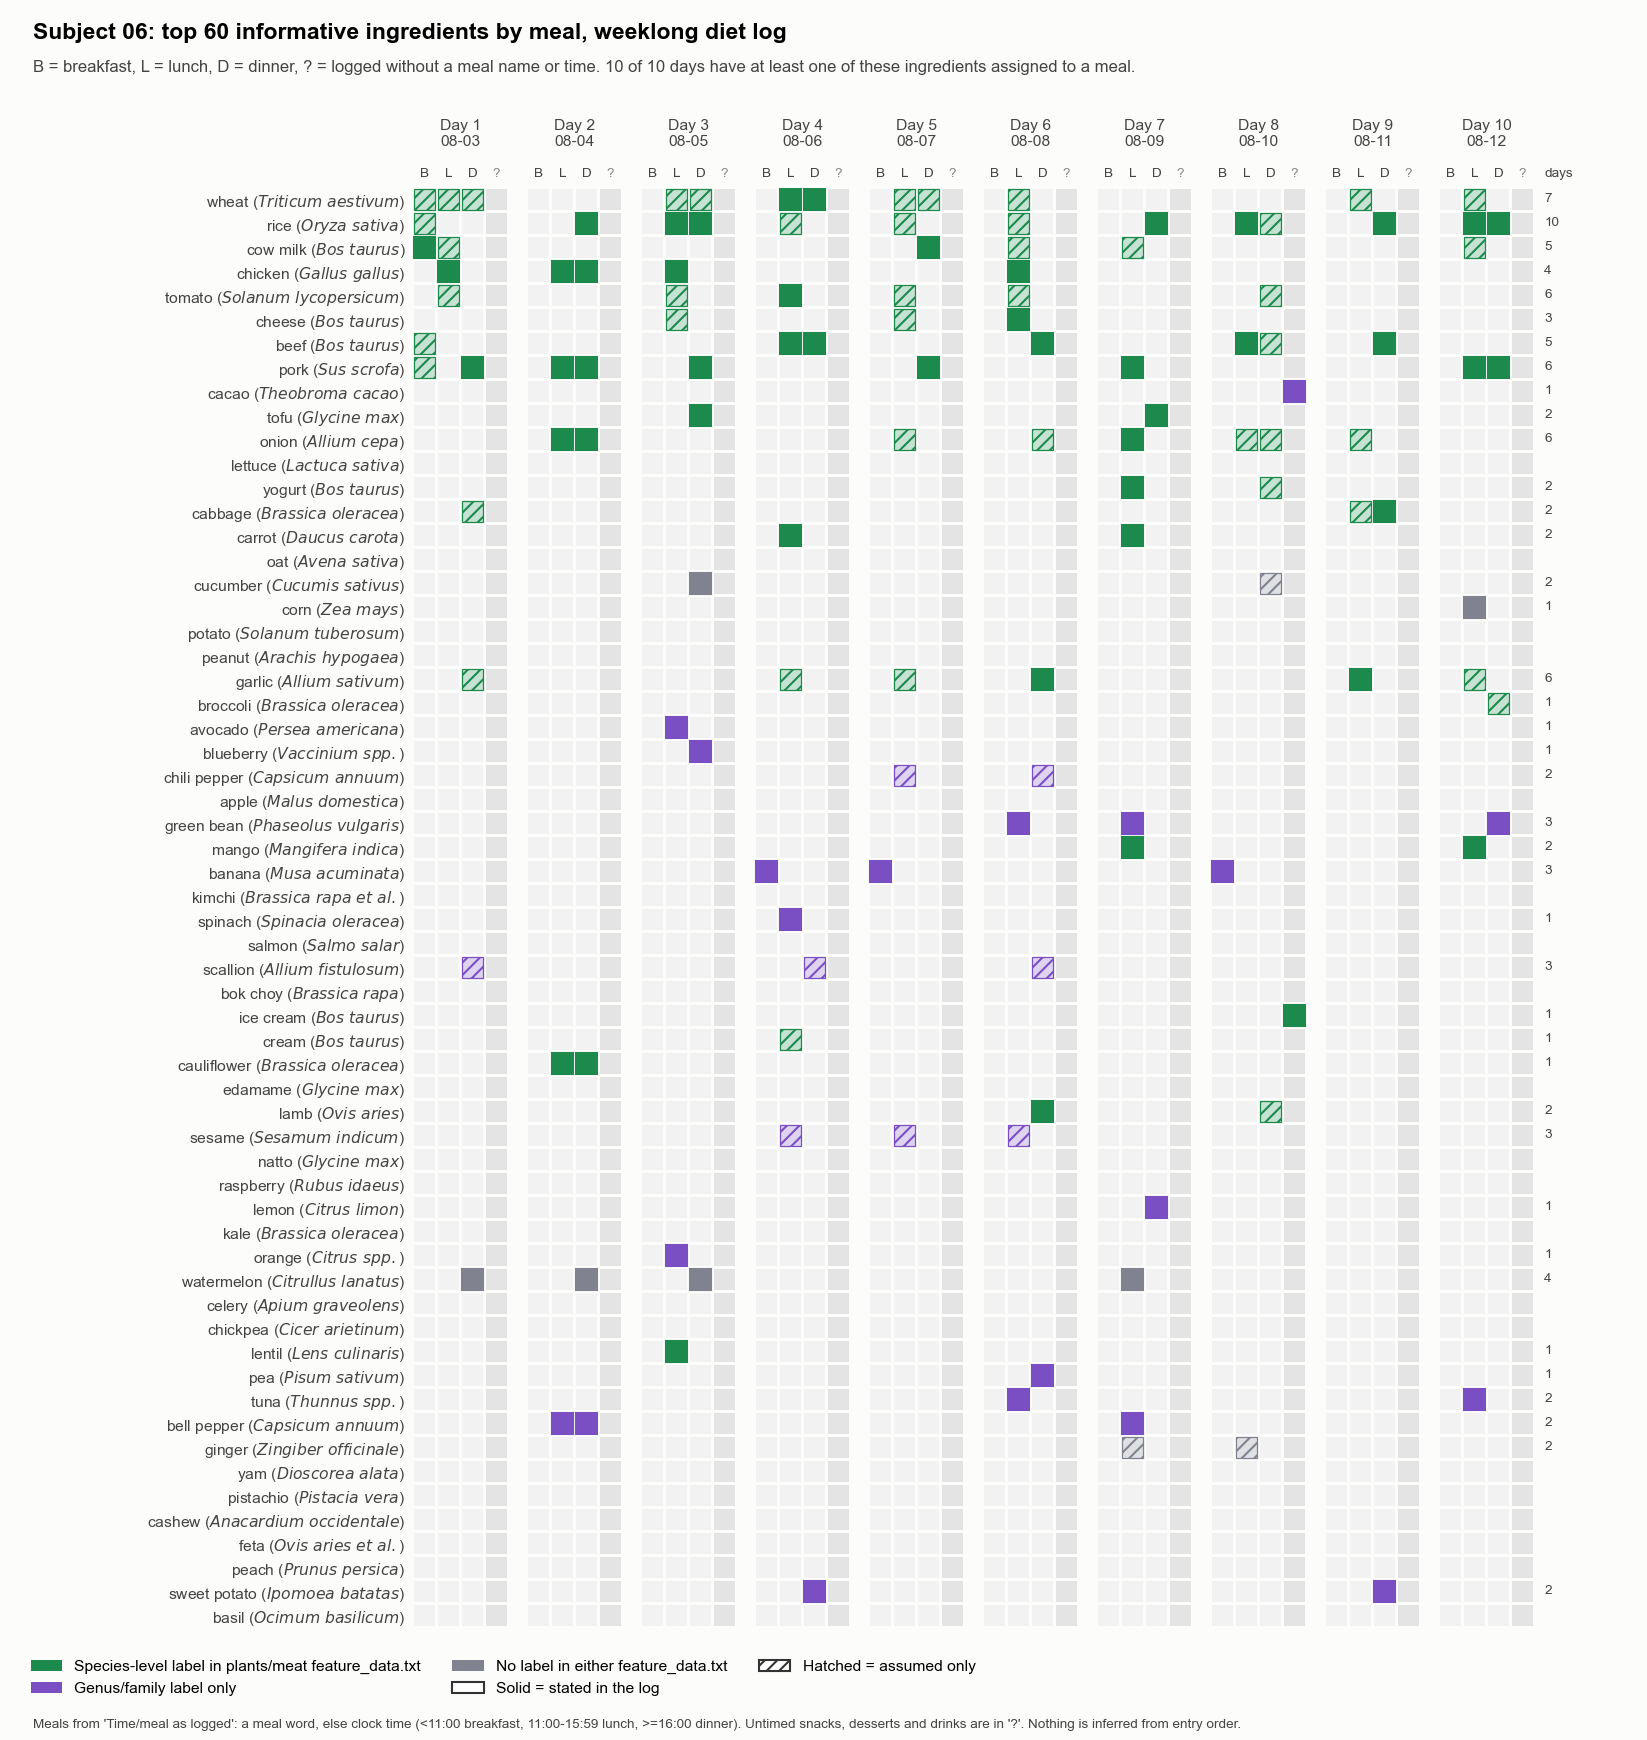 Subject 06: top 60 informative ingredients by meal, weeklong diet log
B = breakfast, L = lunch, D = dinner, ? = logged without a meal name or time. 10 of 10 days have at least one of these ingredients assigned to a meal.
Day 1 Day 2 Day 3 Day 4 Day 5 Day 6 Day 7 Day 8 Day 9 Day 10
08-03 08-04 08-05 08-06 08-07 08-08 08-09 08-10 08-11 08-12
B L D ? B L D ? B L D ? B L D ? B L D ? B L D ? B L D ? B L D ? B L D ? B L D ? days
wheat (Triticum aestivum) 7
rice (Oryza sativa) 10
cow milk (Bos taurus) 5
chicken (Gallus gallus) 4
tomato (Solanum lycopersicum) 6
cheese (Bos taurus) 3
beef (Bos taurus) 5
pork (Sus scrofa) 6
cacao (Theobroma cacao) 1
tofu (Glycine max) 2
onion (Allium cepa) 6
lettuce (Lactuca sativa)
yogurt (Bos taurus) 2
cabbage (Brassica oleracea) 2
carrot (Daucus carota) 2
oat (Avena sativa)
cucumber (Cucumis sativus) 2
corn (Zea mays) 1
potato (Solanum tuberosum)
peanut (Arachis hypogaea)
garlic (Allium sativum) 6
broccoli (Brassica oleracea) 1
avocado (Persea americana) 1
blueberry (Vaccinium spp. ) 1
chili pepper (Capsicum annuum) 2
apple (Malus domestica)
green bean (Phaseolus vulgaris) 3
mango (Mangifera indica) 2
banana (Musa acuminata) 3
kimchi (Brassica rapa et al. )
spinach (Spinacia oleracea) 1
salmon (Salmo salar)
scallion (Allium fistulosum) 3
bok choy (Brassica rapa)
ice cream (Bos taurus) 1
cream (Bos taurus) 1
cauliflower (Brassica oleracea) 1
edamame (Glycine max)
lamb (Ovis aries) 2
sesame (Sesamum indicum) 3
natto (Glycine max)
raspberry (Rubus idaeus)
lemon (Citrus limon) 1
kale (Brassica oleracea)
orange (Citrus spp. ) 1
watermelon (Citrullus lanatus) 4
celery (Apium graveolens)
chickpea (Cicer arietinum)
lentil (Lens culinaris) 1
pea (Pisum sativum) 1
tuna (Thunnus spp. ) 2
bell pepper (Capsicum annuum) 2
ginger (Zingiber officinale) 2
yam (Dioscorea alata)
pistachio (Pistacia vera)
cashew (Anacardium occidentale)
feta (Ovis aries et al. )
peach (Prunus persica)
sweet potato (Ipomoea batatas) 2
basil (Ocimum basilicum)
Species-level label in plants/meat feature_data.txt No label in either feature_data.txt Hatched = assumed only
Genus/family label only Solid = stated in the log
Meals from 'Time/meal as logged': a meal word, else clock time (<11:00 breakfast, 11:00-15:59 lunch, >=16:00 dinner). Untimed snacks, desserts and drinks are in '?'. Nothing is inferred from entry order.